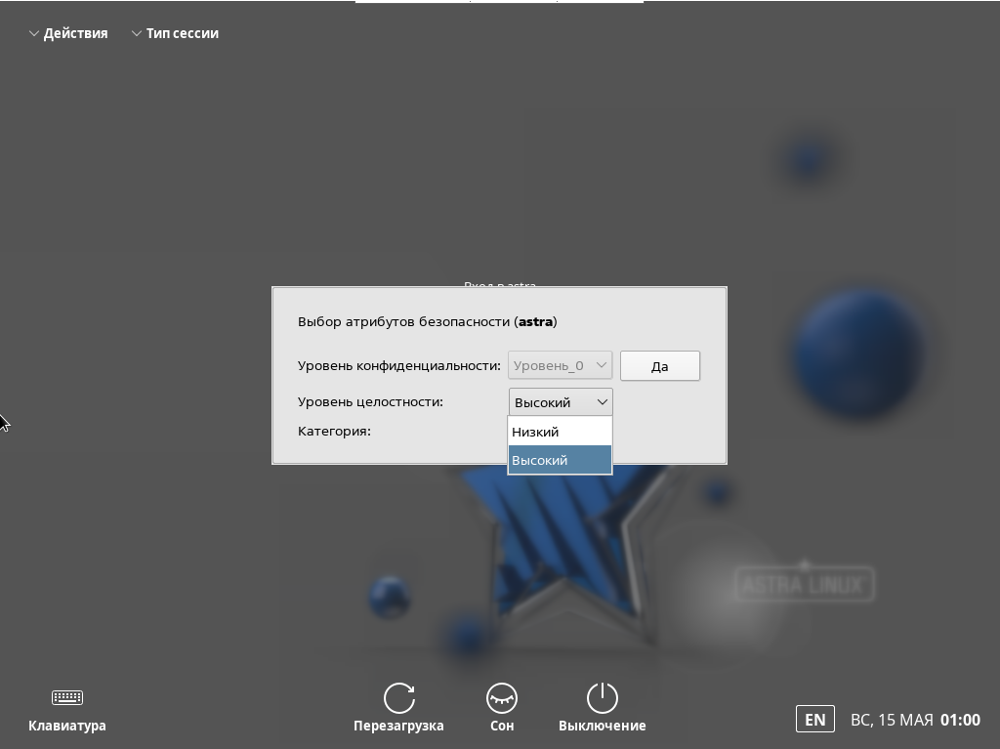 Действия Тип сессии
Вход в astra
Выбор атрибутов безопасности (astra)
Уровень конфиденциальности: Уровень_0 Да
Уровень целостности: Высокий
Низкий
Категория:
Высокий
ASTRA LINUX
Клавиатура Перезагрузка Сон Выключение EN ВС, 15 МАЯ 01:00